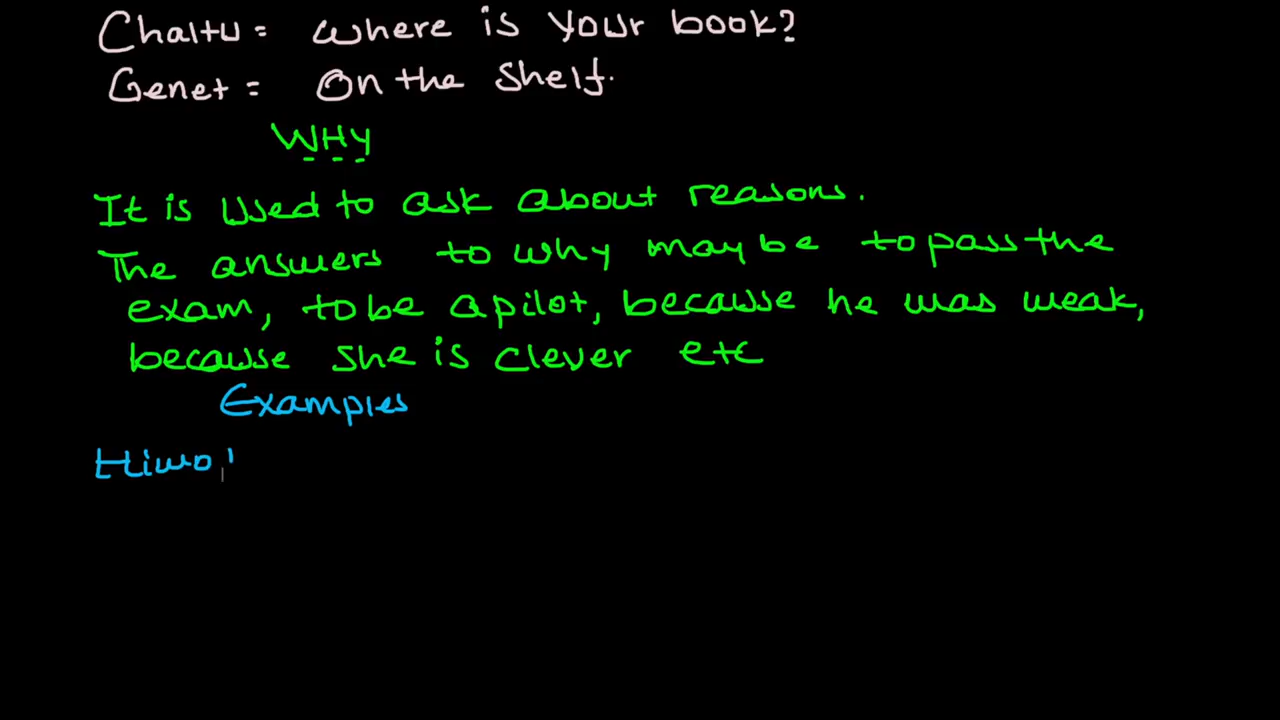 Chaltu = where is your book?
Genet = On the shelf.
WHY
It is used to ask about reasons.
The answers to why may be to pass the
exam, to be a pilot, because he was weak,
because she is clever etc
Examples